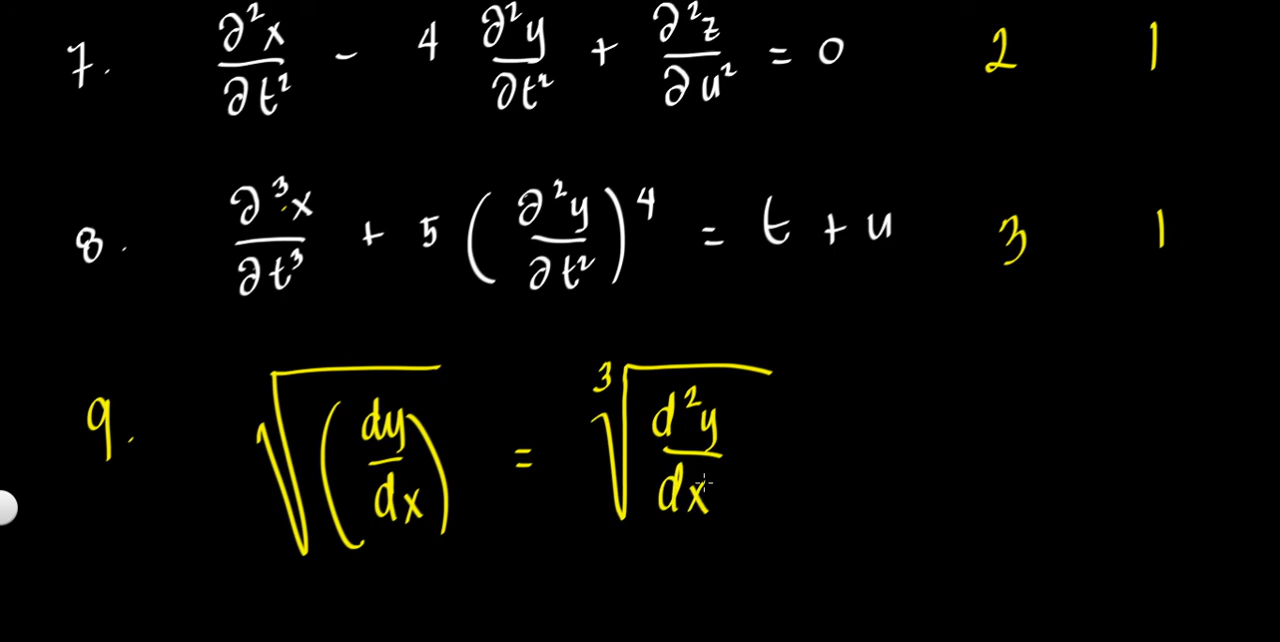 7. ∂²x/∂t² - 4 ∂²y/∂t² + ∂²z/∂u² = 0 2 1
8. ∂³x/∂t³ + 5 (∂²y/∂t²)⁴ = t + u 3 1
9. √(dy/dx) = ∛(d²y/dx)